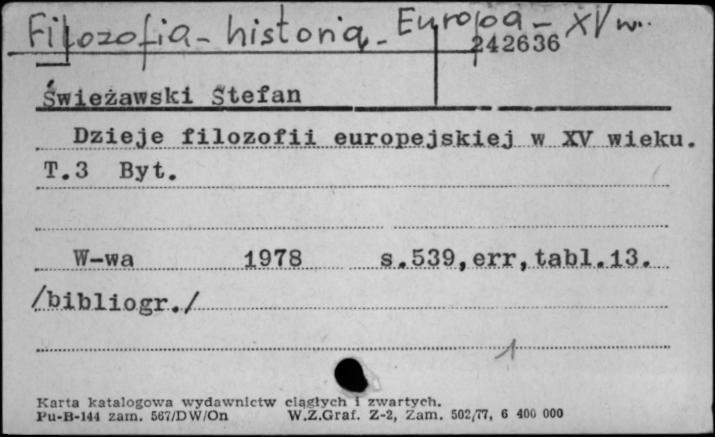 Filozofia - historia - Europa - XV w.
242636
Świeżawski Stefan
Dzieje filozofii europejskiej w XV wieku.
T.3 Byt.
W-wa 1978 s.539,err,tabl.13.
/bibliogr./
1
Karta katalogowa wydawnictw ciągłych i zwartych.
Pu-B-144 zam. 567/DW/On W.Z.Graf. Z-2, Zam. 502/77, 6 400 000